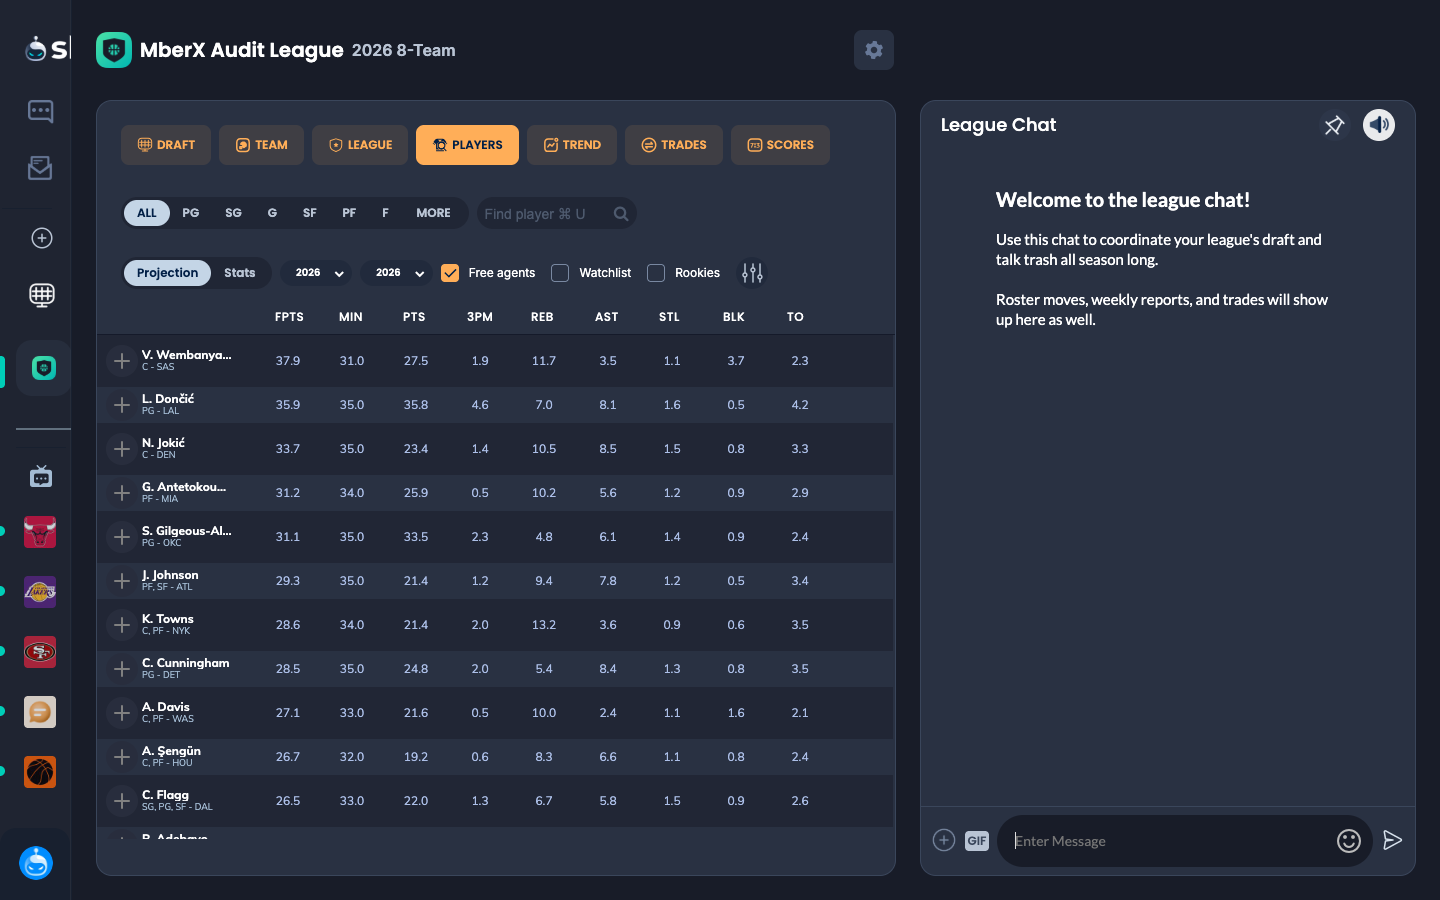 MberX Audit League 2026 8-Team
DRAFT TEAM LEAGUE PLAYERS TREND TRADES SCORES
ALL PG SG G SF PF F MORE Find player ⌘ U
Projection Stats 2026 2026 Free agents Watchlist Rookies
FPTS MIN PTS 3PM REB AST STL BLK TO
V. Wembanya... 37.9 31.0 27.5 1.9 11.7 3.5 1.1 3.7 2.3
C - SAS
L. Dončić 35.9 35.0 35.8 4.6 7.0 8.1 1.6 0.5 4.2
PG - LAL
N. Jokić 33.7 35.0 23.4 1.4 10.5 8.5 1.5 0.8 3.3
C - DEN
G. Antetokou... 31.2 34.0 25.9 0.5 10.2 5.6 1.2 0.9 2.9
PF - MIA
S. Gilgeous-Al... 31.1 35.0 33.5 2.3 4.8 6.1 1.4 0.9 2.4
PG - OKC
J. Johnson 29.3 35.0 21.4 1.2 9.4 7.8 1.2 0.5 3.4
PF, SF - ATL
K. Towns 28.6 34.0 21.4 2.0 13.2 3.6 0.9 0.6 3.5
C, PF - NYK
C. Cunningham 28.5 35.0 24.8 2.0 5.4 8.4 1.3 0.8 3.5
PG - DET
A. Davis 27.1 33.0 21.6 0.5 10.0 2.4 1.1 1.6 2.1
C, PF - WAS
A. Şengün 26.7 32.0 19.2 0.6 8.3 6.6 1.1 0.8 2.4
C, PF - HOU
C. Flagg 26.5 33.0 22.0 1.3 6.7 5.8 1.5 0.9 2.6
SG, PG, SF - DAL
League Chat
Welcome to the league chat!
Use this chat to coordinate your league's draft and
talk trash all season long.
Roster moves, weekly reports, and trades will show
up here as well.
GIF Enter Message